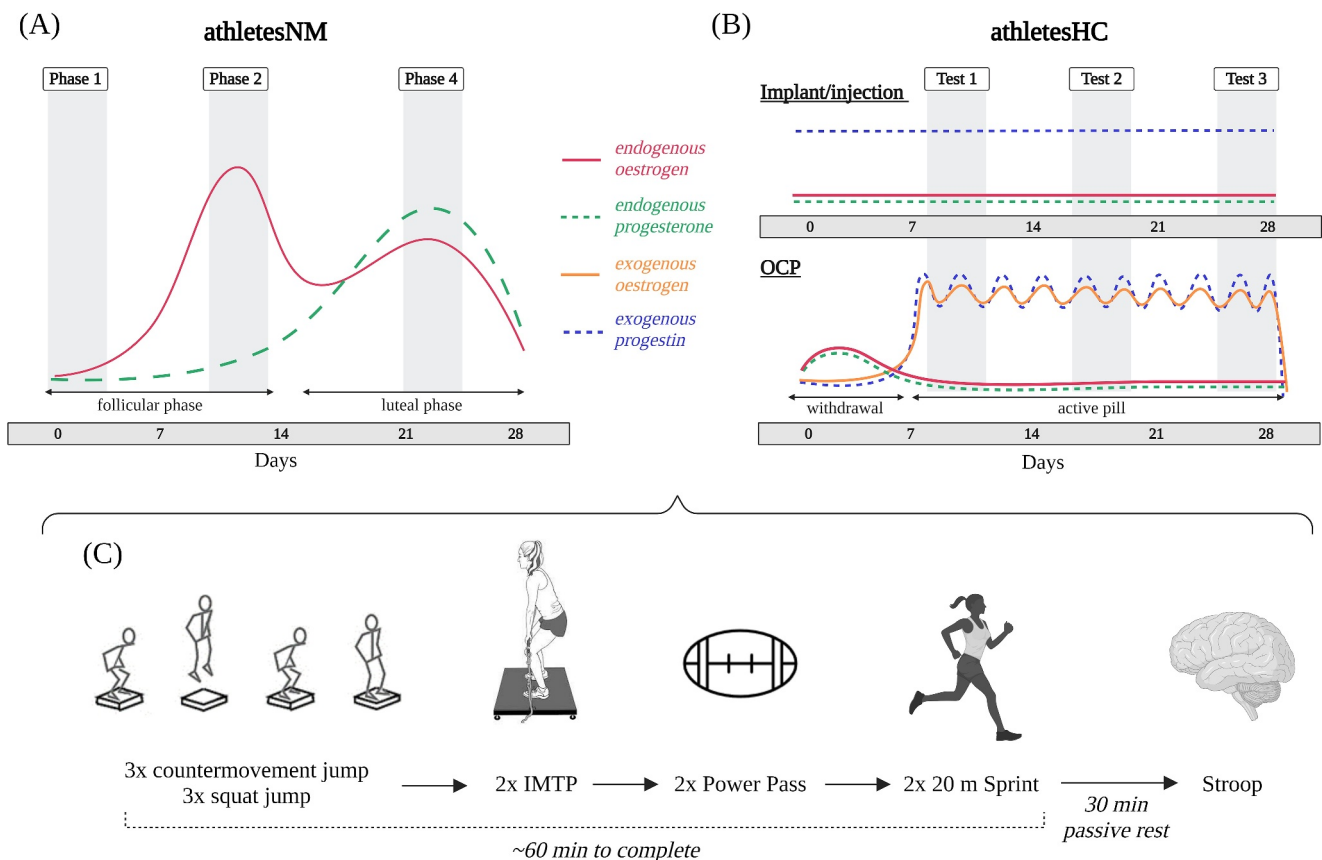 (A)
athletesNM
Phase 1
Phase 2
Phase 4
endogenous
oestrogen
endogenous
progesterone
exogenous
oestrogen
exogenous
progestin
follicular phase
luteal phase
0 7 14 21 28
Days
(B)
athletesHC
Test 1
Test 2
Test 3
Implant/injection
0 7 14 21 28
OCP
withdrawal
active pill
0 7 14 21 28
Days
(C)
3x countermovement jump
3x squat jump
2x IMTP
2x Power Pass
2x 20 m Sprint
30 min
passive rest
Stroop
~60 min to complete